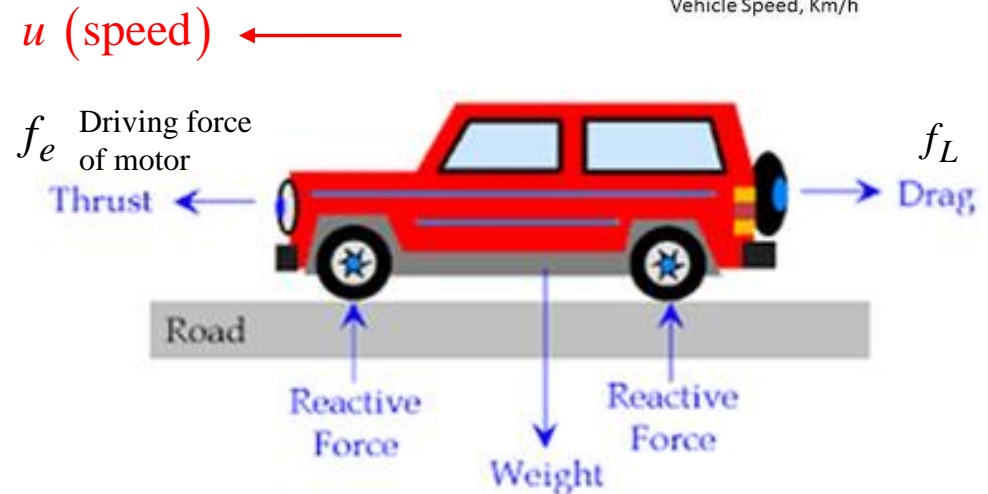 Vehicle Speed, Km/h
u (speed)
f_e Driving force
of motor
f_L
Thrust
Drag
Road
Reactive
Force
Reactive
Force
Weight